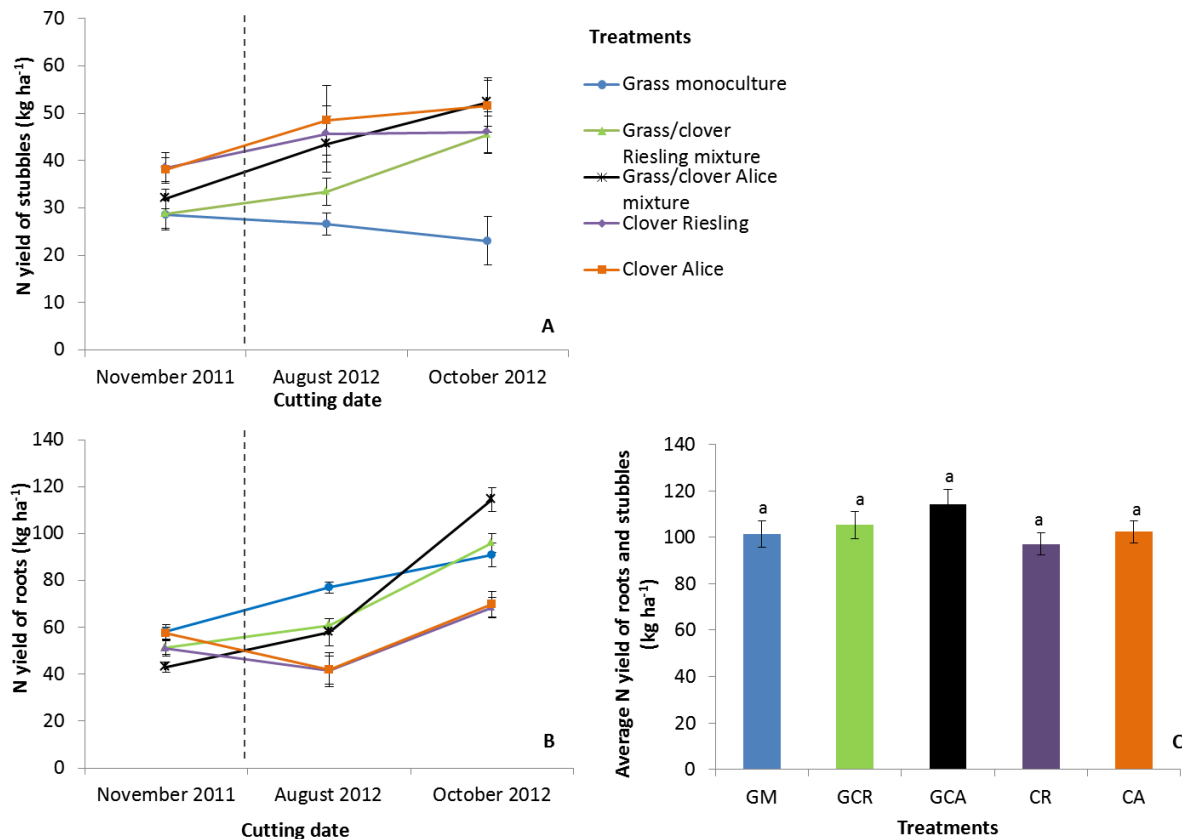 70
60
50
40
30
20
10
0
N yield of stubbles (kg ha⁻¹)
November 2011 August 2012 October 2012
Cutting date
A
Treatments
Grass monoculture
Grass/clover
Riesling mixture
Grass/clover Alice
mixture
Clover Riesling
Clover Alice
140
120
100
80
60
40
20
0
N yield of roots (kg ha⁻¹)
November 2011 August 2012 October 2012
Cutting date
B
140
120
100
80
60
40
20
0
Average N yield of roots and stubbles
(kg ha⁻¹)
a a a a a
GM GCR GCA CR CA
Treatments
C